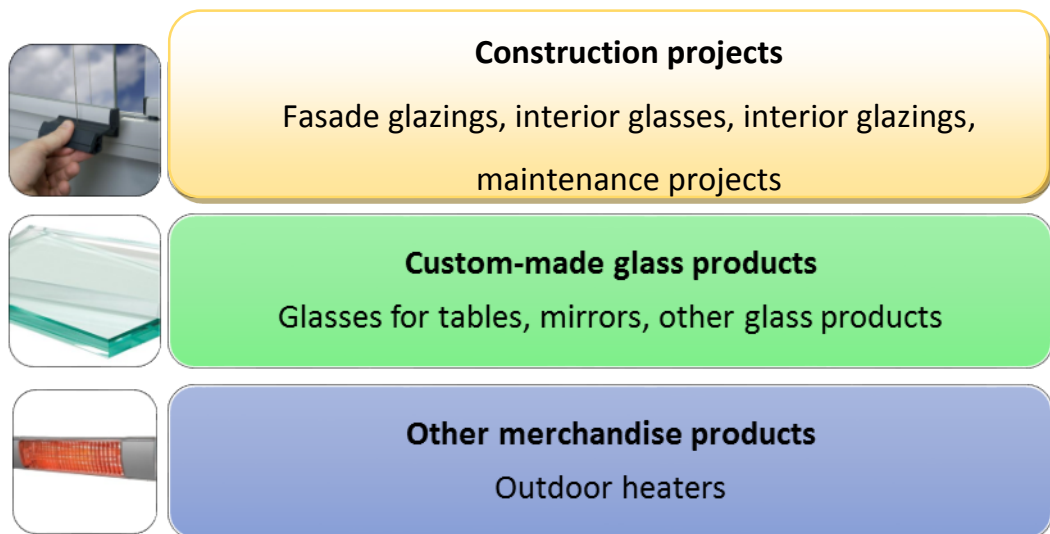 Construction projects
Fasade glazings, interior glasses, interior glazings,
maintenance projects
Custom-made glass products
Glasses for tables, mirrors, other glass products
Other merchandise products
Outdoor heaters